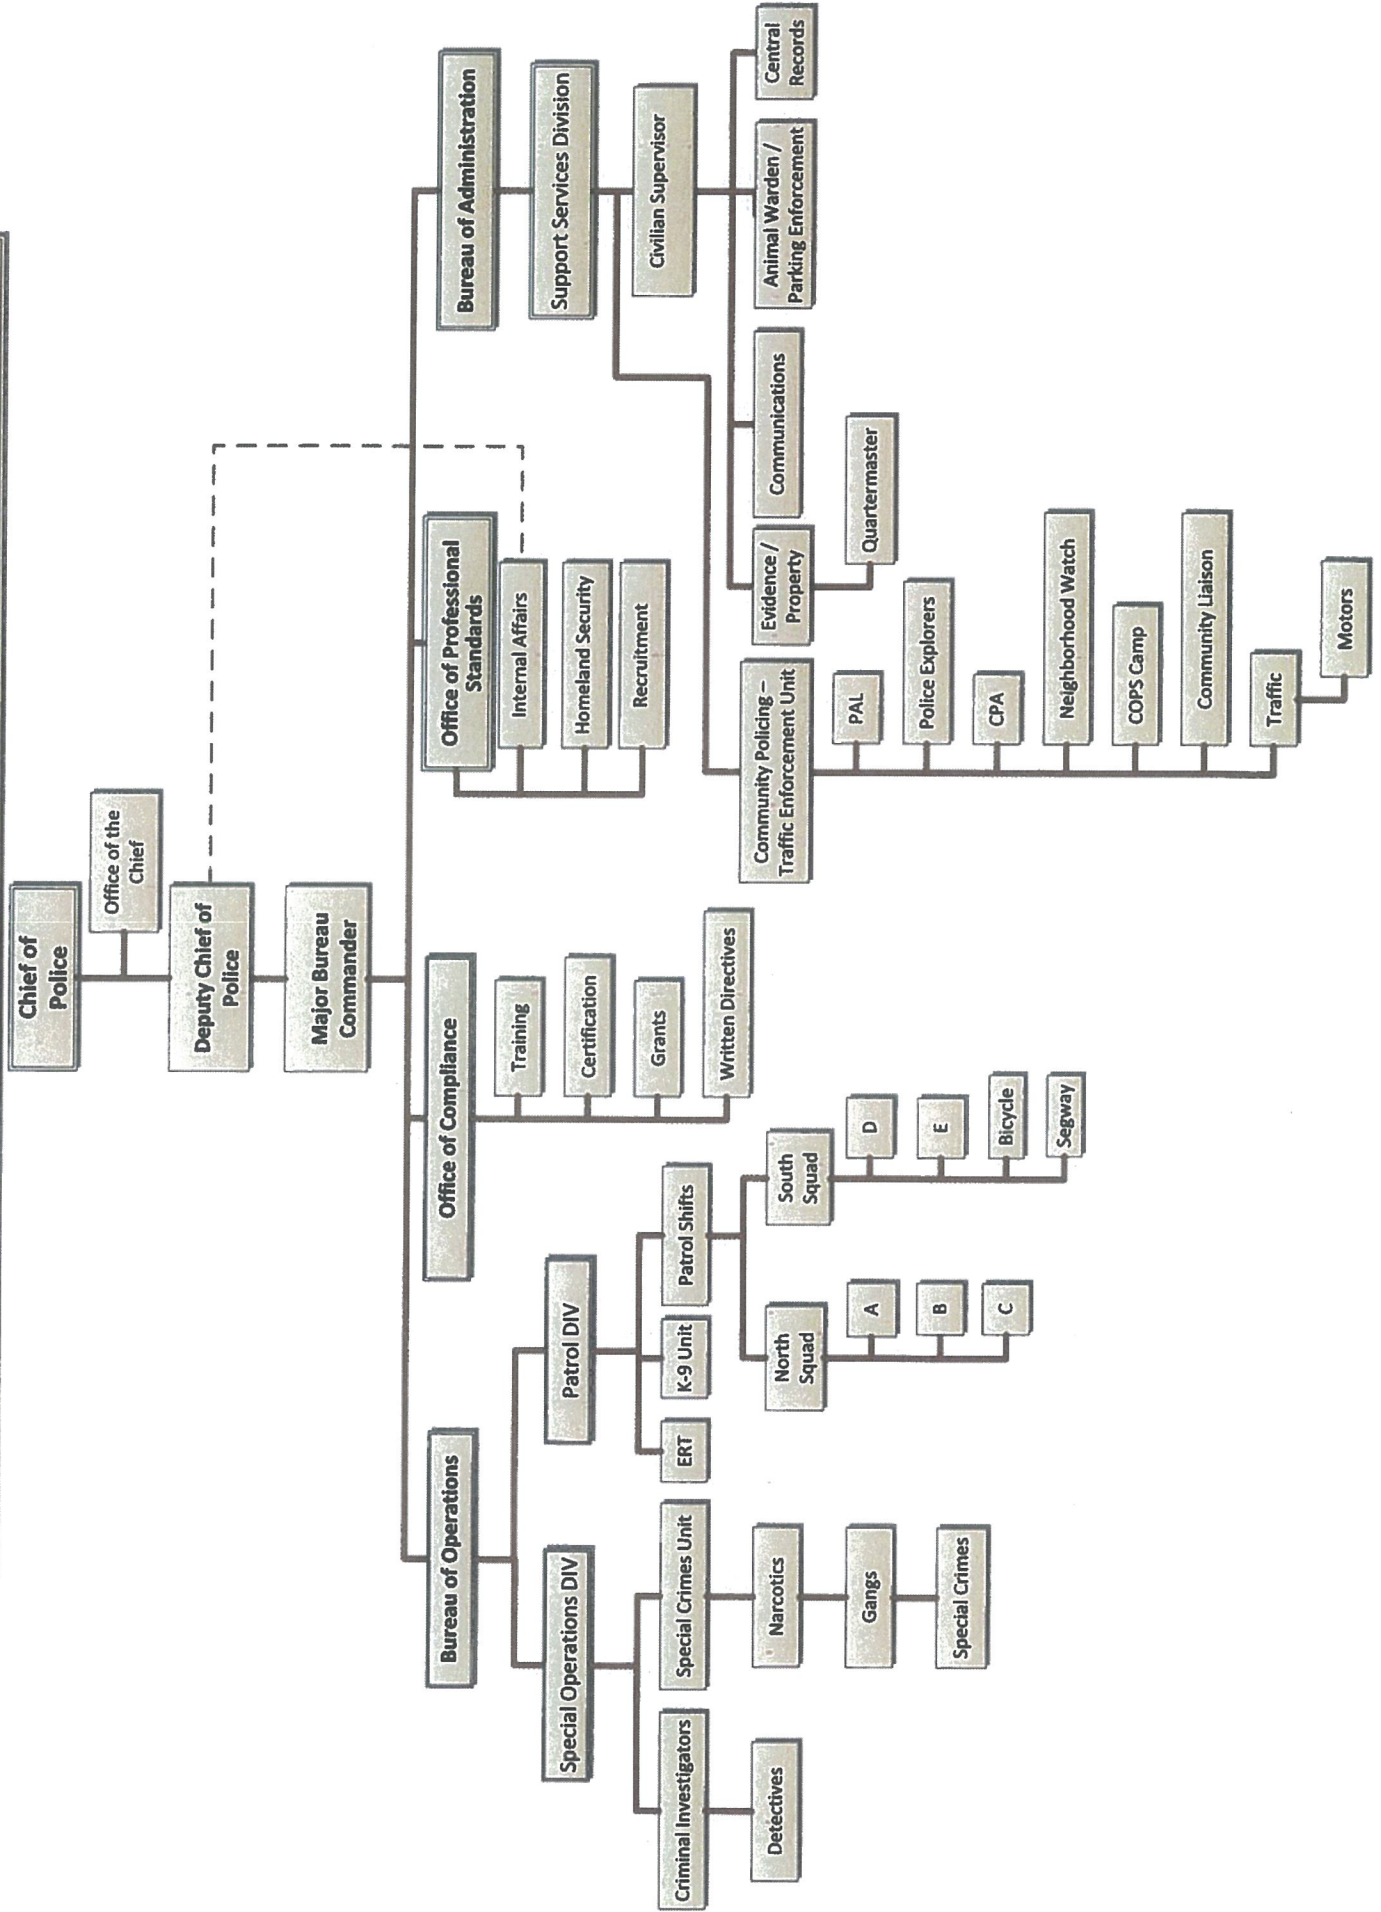 Chief of
Police
Office of the
Chief
Deputy Chief of
Police
Major Bureau
Commander
Bureau of Operations
Office of Compliance
Office of Professional
Standards
Bureau of Administration
Special Operations DIV
Patrol DIV
Training
Certification
Grants
Written Directives
Internal Affairs
Homeland Security
Recruitment
Support Services Division
Civilian Supervisor
Criminal Investigators
Special Crimes Unit
ERT
K-9 Unit
Patrol Shifts
Detectives
Narcotics
Gangs
Special Crimes
North
Squad
A
B
C
South
Squad
D
E
Bicycle
Segway
Community Policing –
Traffic Enforcement Unit
PAL
Police Explorers
CPA
Neighborhood Watch
COPS Camp
Community Liaison
Traffic
Motors
Evidence /
Property
Quartermaster
Communications
Animal Warden /
Parking Enforcement
Central
Records